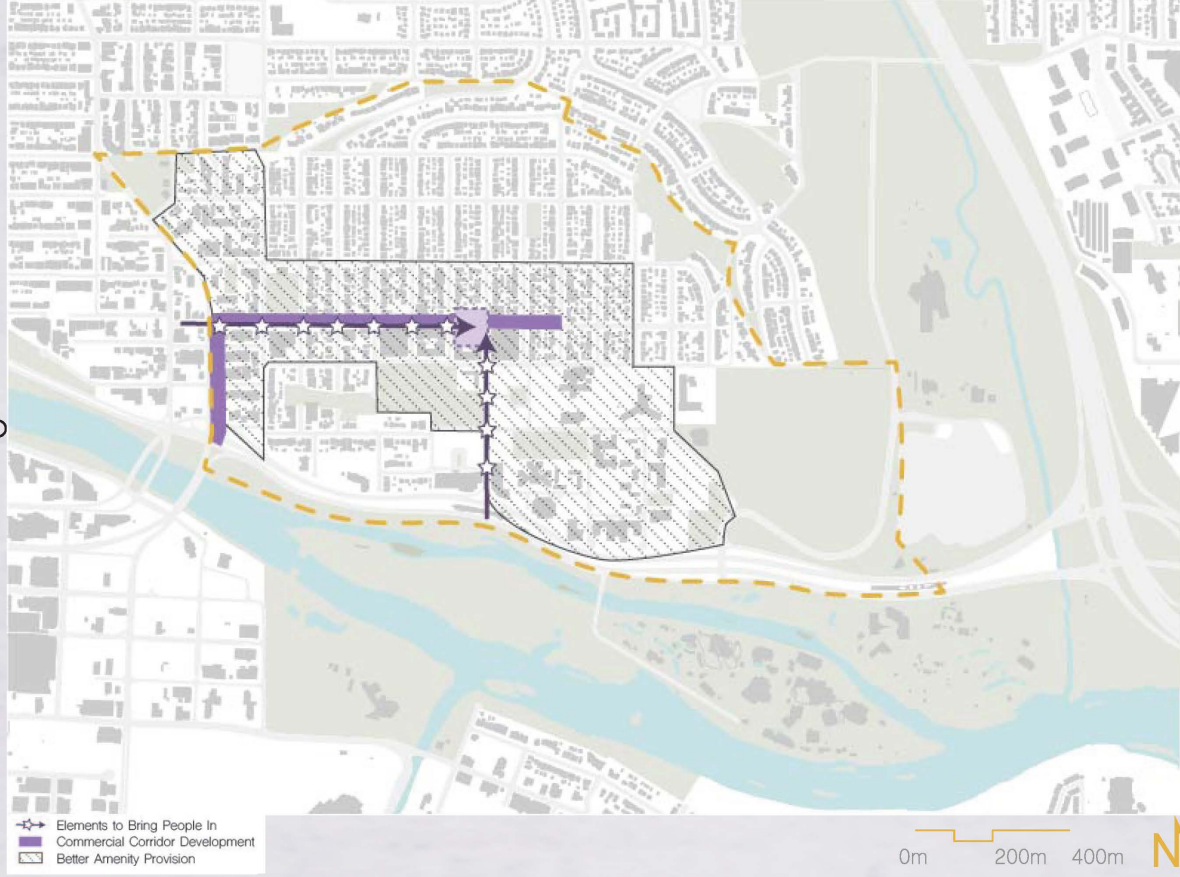 Elements to Bring People In
Commercial Corridor Development
Better Amenity Provision
0m 200m 400m N